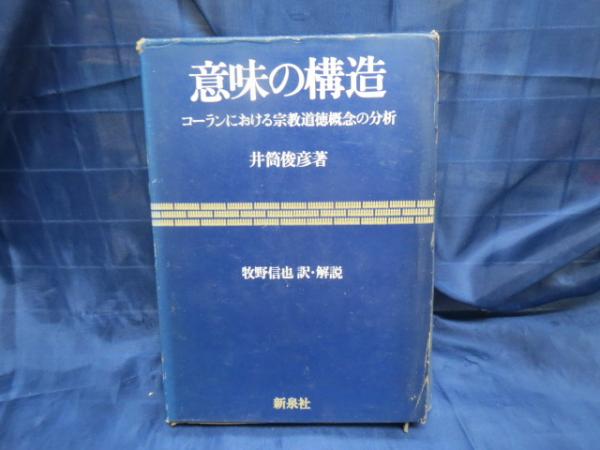 意味の構造
コーランにおける宗教道徳概念の分析
井筒俊彦著
牧野信也 訳・解説
新泉社